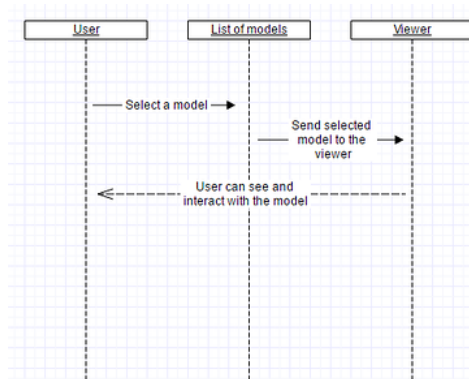 User
List of models
Viewer
Select a model
Send selected
model to the
viewer
User can see and
interact with the model